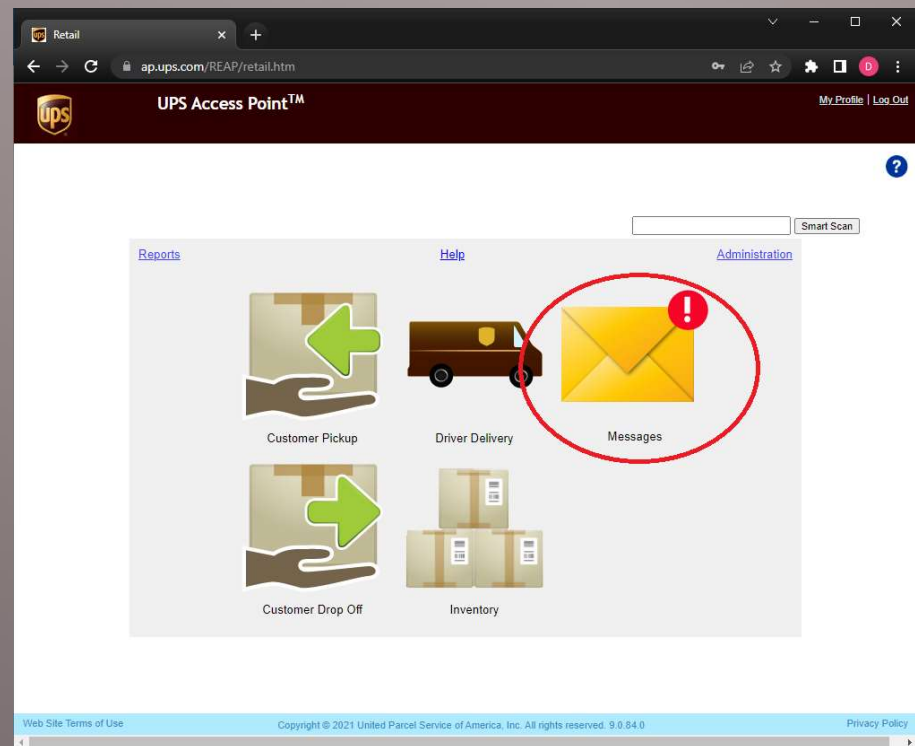 Retail
ap.ups.com/REAP/retail.htm
D
ups
UPS Access Point™
My Profile | Log Out
?
Smart Scan
Reports
Help
Administration
!
Customer Pickup
Driver Delivery
Messages
Customer Drop Off
Inventory
Web Site Terms of Use
Copyright © 2021 United Parcel Service of America, Inc. All rights reserved. 9.0.84.0
Privacy Policy